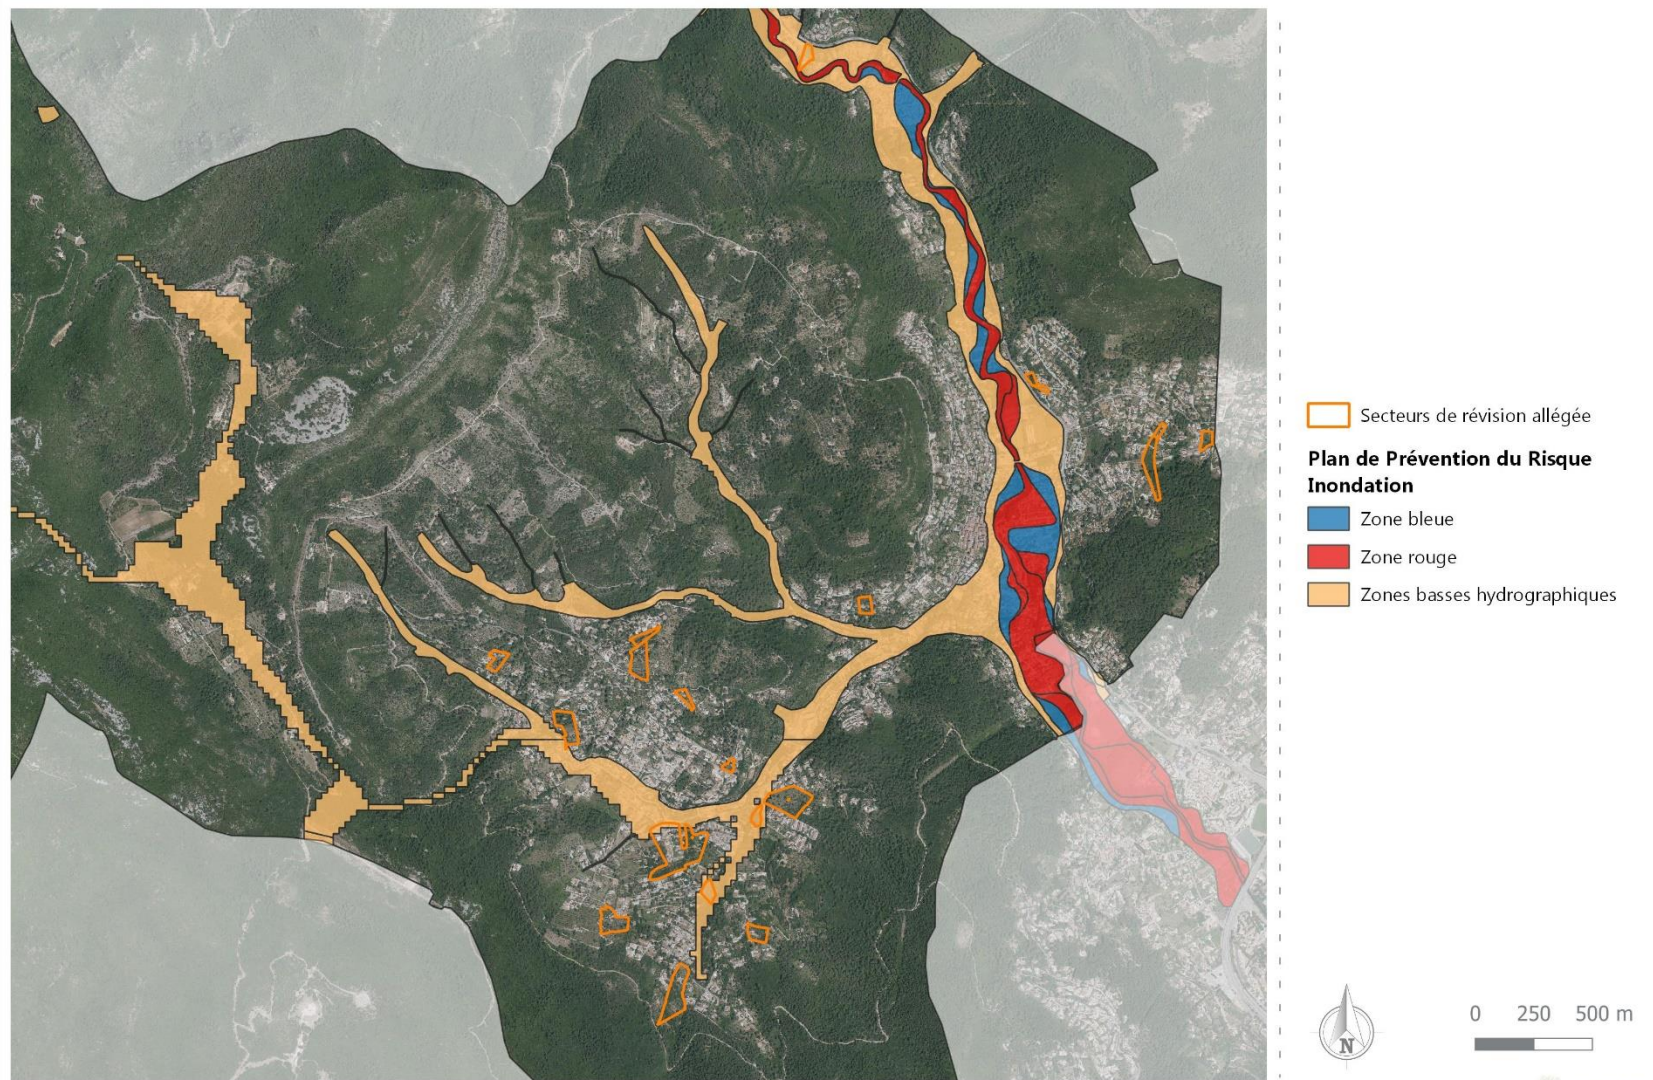 Secteurs de révision allégée
Plan de Prévention du Risque
Inondation
Zone bleue
Zone rouge
Zones basses hydrographiques
N
0 250 500 m